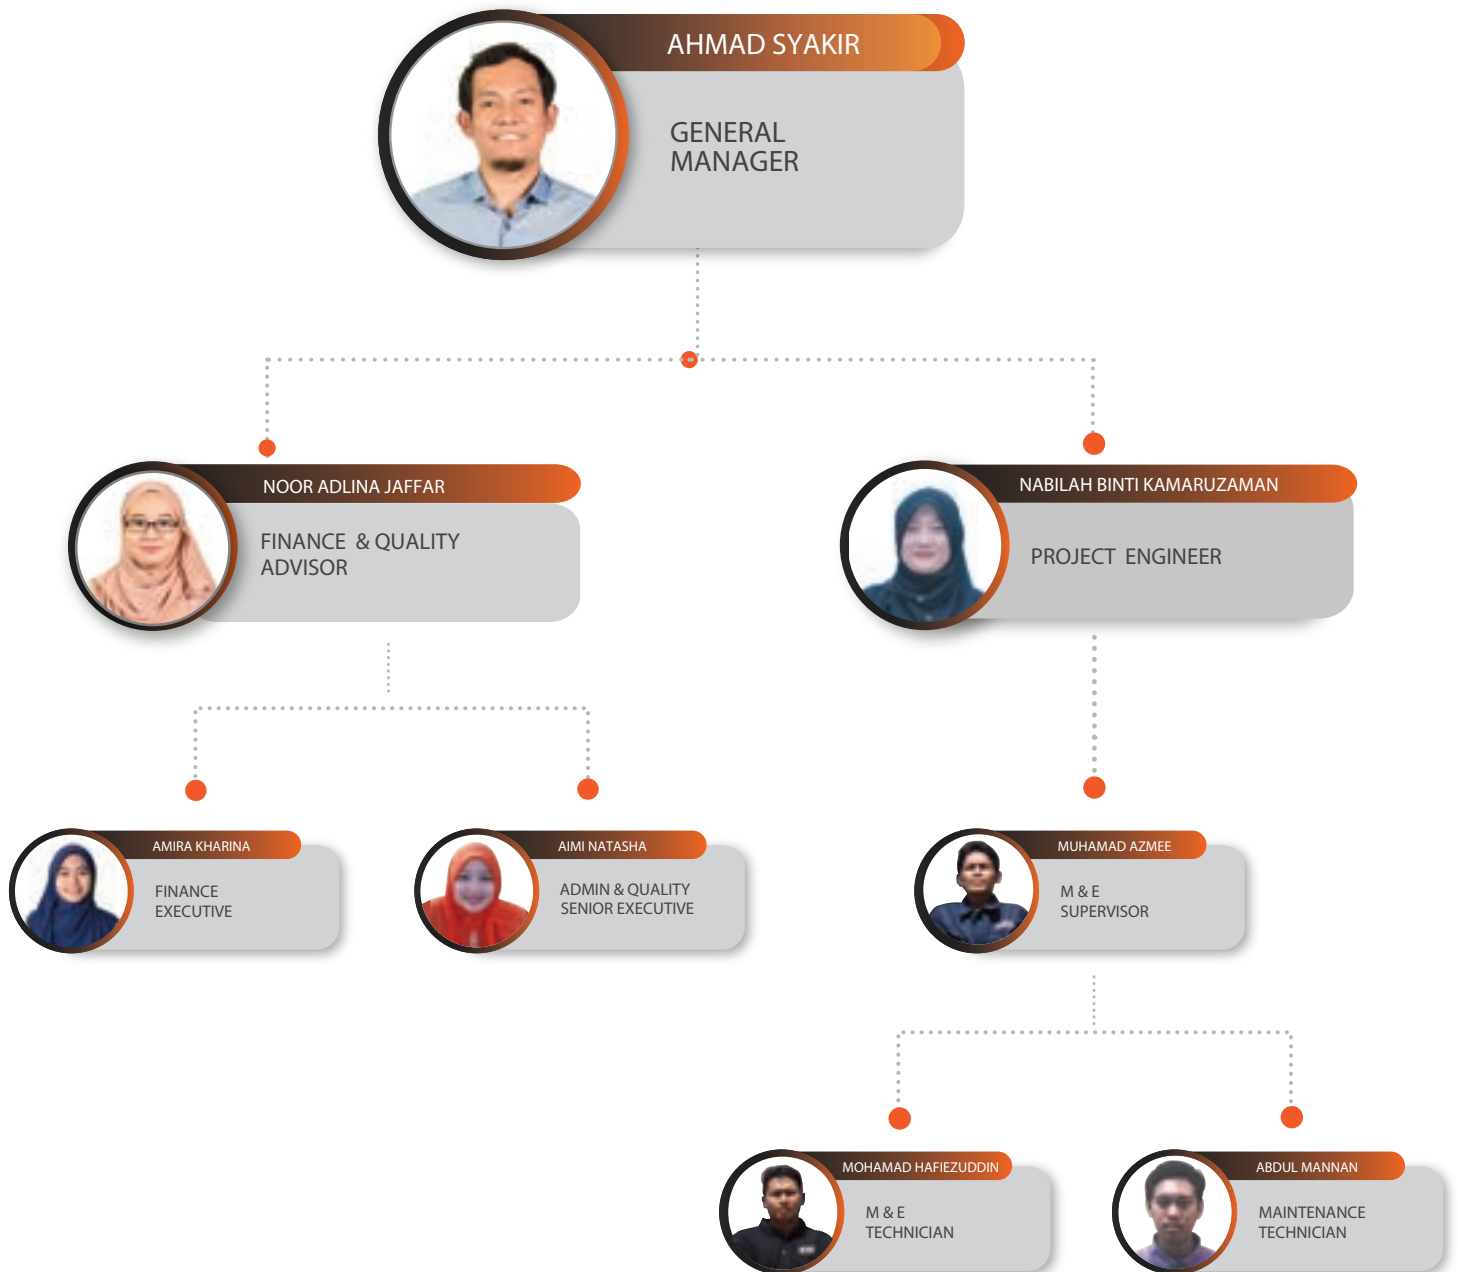 AHMAD SYAKIR
GENERAL
MANAGER
NOOR ADLINA JAFFAR
FINANCE & QUALITY
ADVISOR
NABILAH BINTI KAMARUZAMAN
PROJECT ENGINEER
AMIRA KHARINA
FINANCE
EXECUTIVE
AIMI NATASHA
ADMIN & QUALITY
SENIOR EXECUTIVE
MUHAMAD AZMEE
M & E
SUPERVISOR
MOHAMAD HAFIEZUDDIN
M & E
TECHNICIAN
ABDUL MANNAN
MAINTENANCE
TECHNICIAN